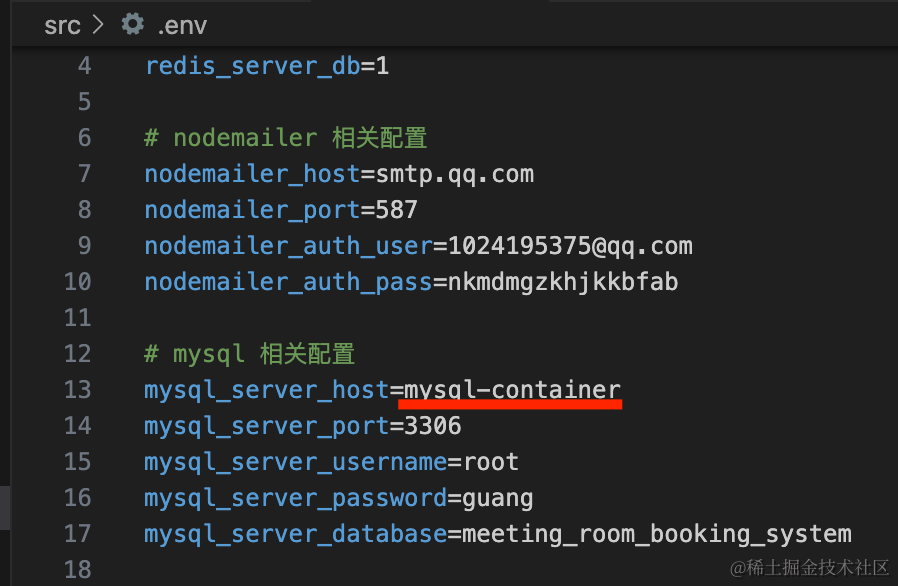 src > .env
4 redis_server_db=1
5
6 # nodemailer 相关配置
7 nodemailer_host=smtp.qq.com
8 nodemailer_port=587
9 nodemailer_auth_user=1024195375@qq.com
10 nodemailer_auth_pass=nkmdmgzkhjkkbfab
11
12 # mysql 相关配置
13 mysql_server_host=mysql-container
14 mysql_server_port=3306
15 mysql_server_username=root
16 mysql_server_password=guang
17 mysql_server_database=meeting_room_booking_system
18
@稀土掘金技术社区